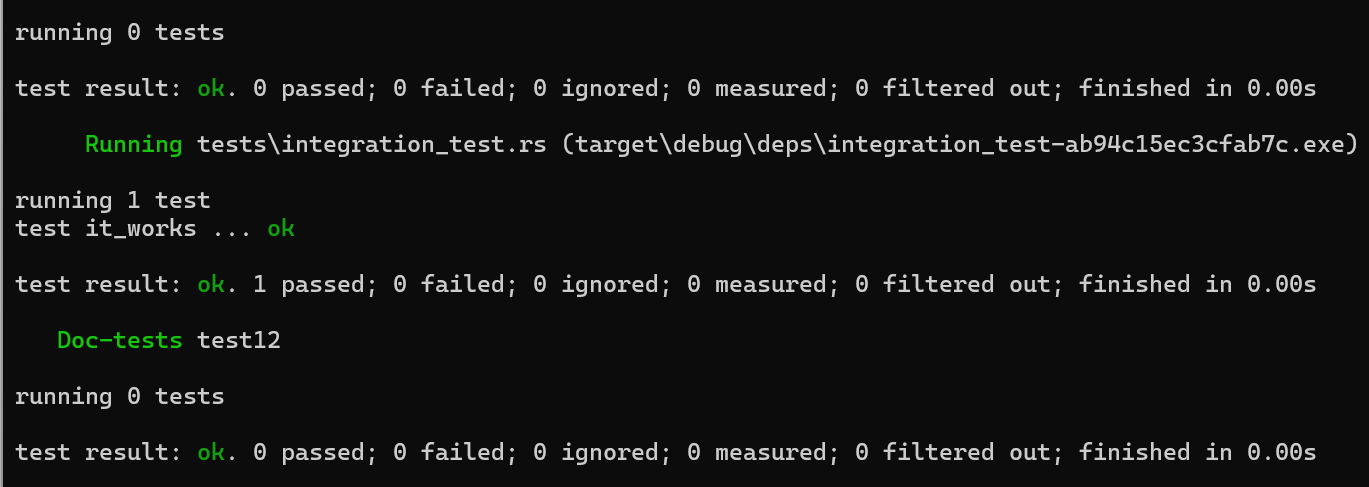 running 0 tests
test result: ok. 0 passed; 0 failed; 0 ignored; 0 measured; 0 filtered out; finished in 0.00s
Running tests\integration_test.rs (target\debug\deps\integration_test-ab94c15ec3cfab7c.exe)
running 1 test
test it_works ... ok
test result: ok. 1 passed; 0 failed; 0 ignored; 0 measured; 0 filtered out; finished in 0.00s
Doc-tests test12
running 0 tests
test result: ok. 0 passed; 0 failed; 0 ignored; 0 measured; 0 filtered out; finished in 0.00s